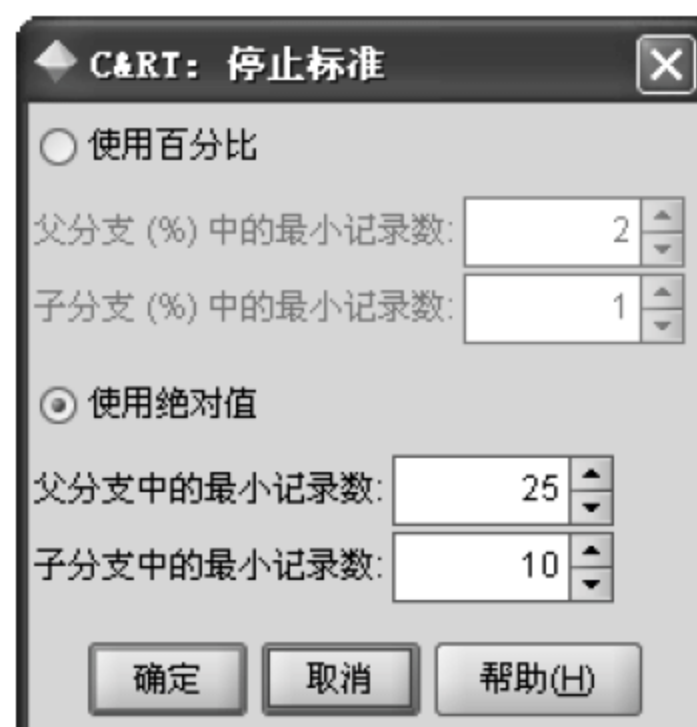 C&RT: 停止标准
使用百分比
父分支 (%) 中的最小记录数: 2
子分支 (%) 中的最小记录数: 1
使用绝对值
父分支中的最小记录数: 25
子分支中的最小记录数: 10
确定 取消 帮助(H)